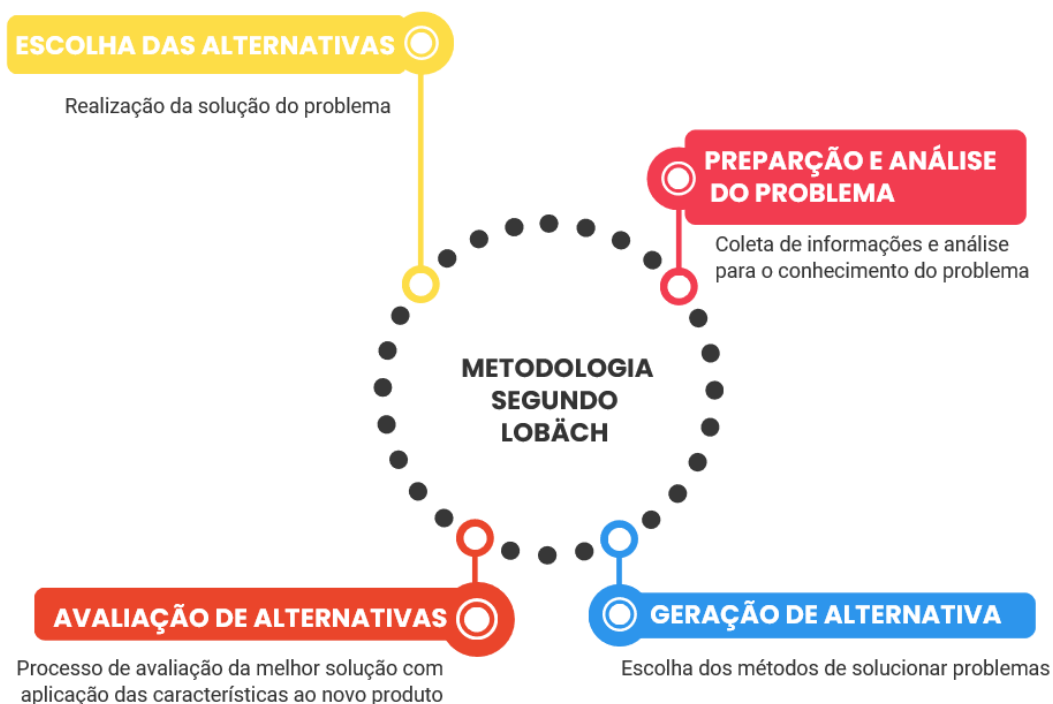 ESCOLHA DAS ALTERNATIVAS
Realização da solução do problema
PREPARÇÃO E ANÁLISE
DO PROBLEMA
Coleta de informações e análise
para o conhecimento do problema
METODOLOGIA
SEGUNDO
LOBÄCH
AVALIAÇÃO DE ALTERNATIVAS
Processo de avaliação da melhor solução com
aplicação das características ao novo produto
GERAÇÃO DE ALTERNATIVA
Escolha dos métodos de solucionar problemas